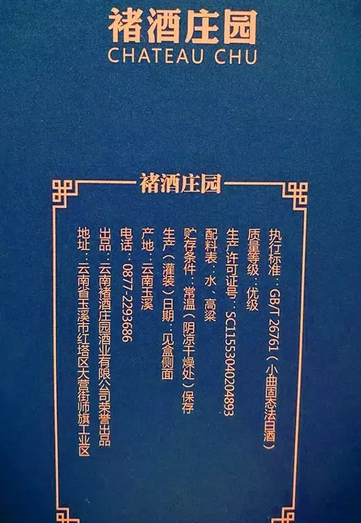 褚酒庄园
CHATEAU CHU
褚酒庄园
执行标准：GB/T 26761（小曲固态法白酒）
质量等级：优级
生产许可证号：SC11553040204893
配料表：水、高粱
贮存条件：常温（阴凉干燥处）保存
生产（灌装）日期：见盒侧面
产地：云南玉溪
电话：0877-2293686
出品：云南褚酒庄园酒业有限公司荣誉出品
地址：云南省玉溪市红塔区大营街师旗工业区